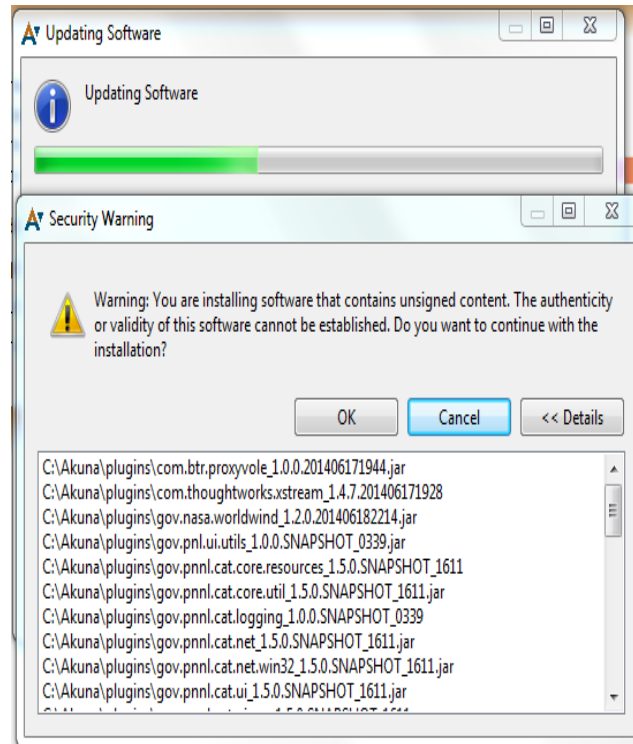 Updating Software
Updating Software
Security Warning
Warning: You are installing software that contains unsigned content. The authenticity
or validity of this software cannot be established. Do you want to continue with the
installation?
OK Cancel << Details
C:\Akuna\plugins\com.btr.proxyvole_1.0.0.201406171944.jar
C:\Akuna\plugins\com.thoughtworks.xstream_1.4.7.201406171928
C:\Akuna\plugins\gov.nasa.worldwind_1.2.0.201406182214.jar
C:\Akuna\plugins\gov.pnl.ui.utils_1.0.0.SNAPSHOT_0339.jar
C:\Akuna\plugins\gov.pnnl.cat.core.resources_1.5.0.SNAPSHOT_1611
C:\Akuna\plugins\gov.pnnl.cat.core.util_1.5.0.SNAPSHOT_1611.jar
C:\Akuna\plugins\gov.pnnl.cat.logging_1.0.0.SNAPSHOT_0339
C:\Akuna\plugins\gov.pnnl.cat.net_1.5.0.SNAPSHOT_1611.jar
C:\Akuna\plugins\gov.pnnl.cat.net.win32_1.5.0.SNAPSHOT_1611.jar
C:\Akuna\plugins\gov.pnnl.cat.ui_1.5.0.SNAPSHOT_1611.jar